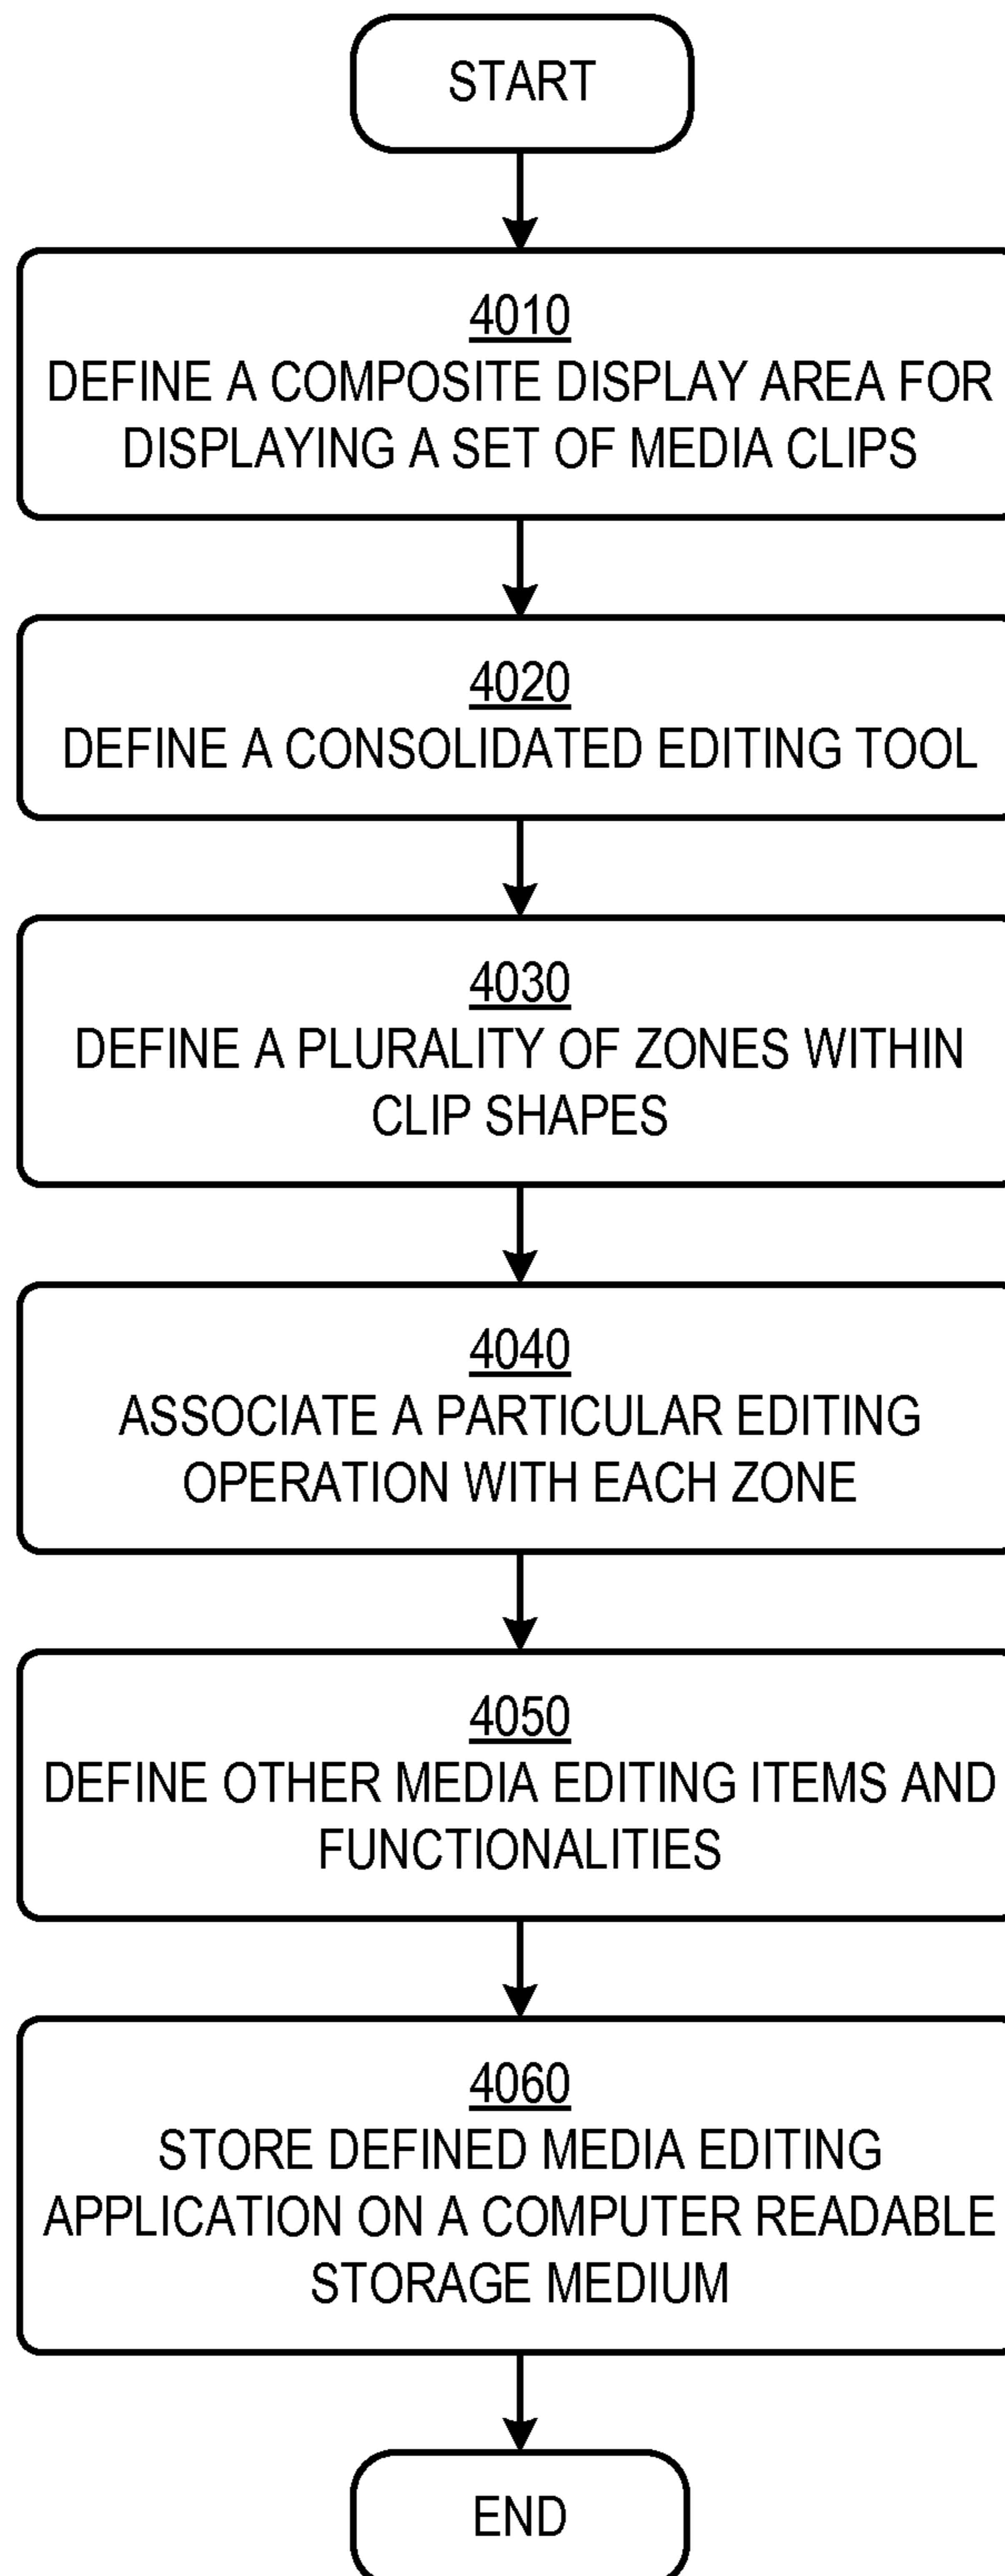 START
4010
DEFINE A COMPOSITE DISPLAY AREA FOR
DISPLAYING A SET OF MEDIA CLIPS
4020
DEFINE A CONSOLIDATED EDITING TOOL
4030
DEFINE A PLURALITY OF ZONES WITHIN
CLIP SHAPES
4040
ASSOCIATE A PARTICULAR EDITING
OPERATION WITH EACH ZONE
4050
DEFINE OTHER MEDIA EDITING ITEMS AND
FUNCTIONALITIES
4060
STORE DEFINED MEDIA EDITING
APPLICATION ON A COMPUTER READABLE
STORAGE MEDIUM
END